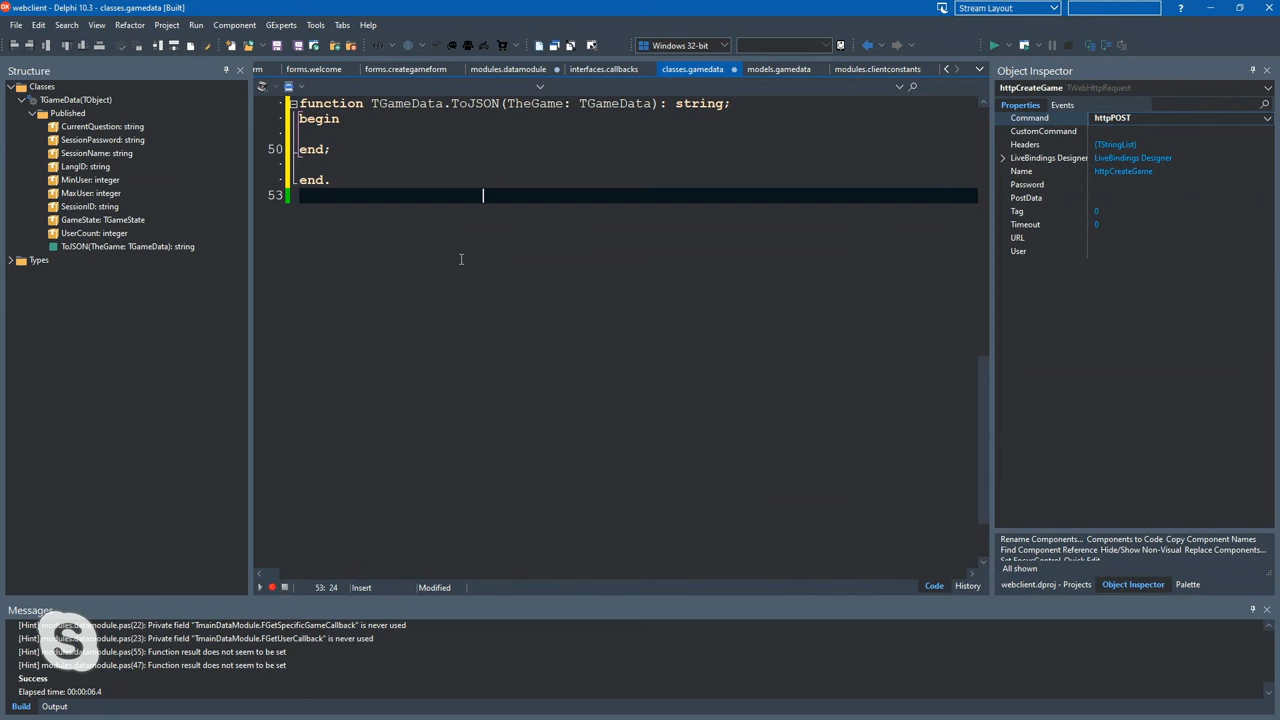 webclient - Delphi 10.3 - classes.gamedata [Built]
Stream Layout
File Edit Search View Refactor Project Run Component GExperts Tools Tabs Help
Windows 32-bit
Structure
Classes
TGameData(TObject)
Published
CurrentQuestion: string
SessionPassword: string
SessionName: string
LangID: string
MinUser: integer
MaxUser: integer
SessionID: string
GameState: TGameState
UserCount: integer
ToJSON(TheGame: TGameData): string
Types
rm forms.welcome forms.creategameform modules.datamodule interfaces.callbacks classes.gamedata models.gamedata modules.clientconstants
function TGameData.ToJSON(TheGame: TGameData): string;
begin
50 end;
end.
53
53: 24 Insert Modified Code History
Object Inspector
httpCreateGame TWebHttpRequest
Properties Events
Command httpPOST
CustomCommand
Headers (TStringList)
LiveBindings Designer LiveBindings Designer
Name httpCreateGame
Password
PostData
Tag 0
Timeout 0
URL
User
Rename Components... Components to Code Copy Component Names
Find Component Reference Hide/Show Non-Visual Replace Components...
Set FocusControl Quick Edit
All shown
webclient.dproj - Projects Object Inspector Palette
Messages
[Hint] modules.datamodule.pas(22): Private field "TmainDataModule.FGetSpecificGameCallback" is never used
[Hint] modules.datamodule.pas(23): Private field "TmainDataModule.FGetUserCallback" is never used
[Hint] modules.datamodule.pas(55): Function result does not seem to be set
[Hint] modules.datamodule.pas(47): Function result does not seem to be set
Success
Elapsed time: 00:00:06.4
Build Output